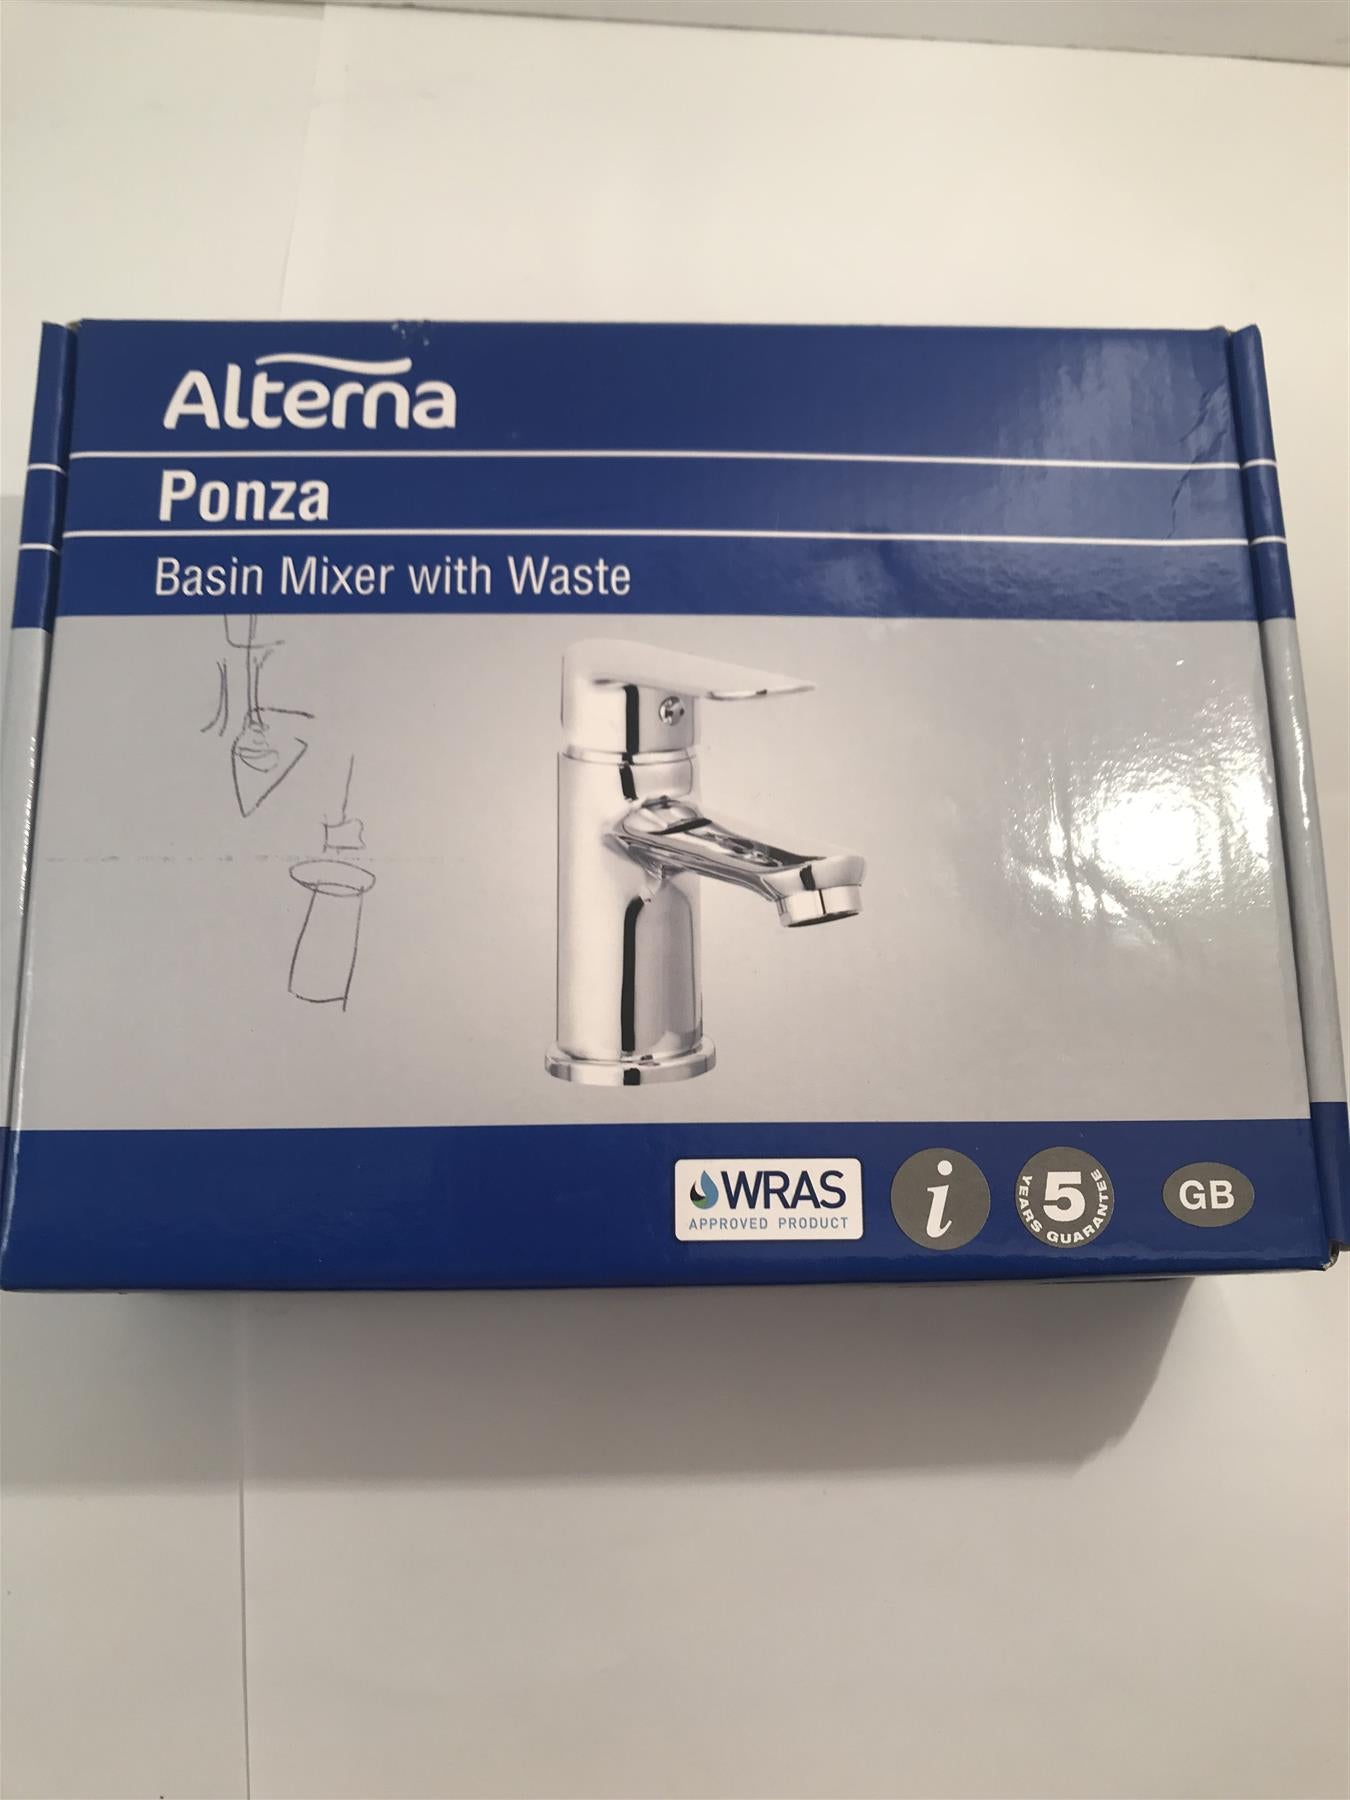 Alterna
Ponza
Basin Mixer with Waste
WRAS
APPROVED PRODUCT
i
5
YEARS GUARANTEE
GB